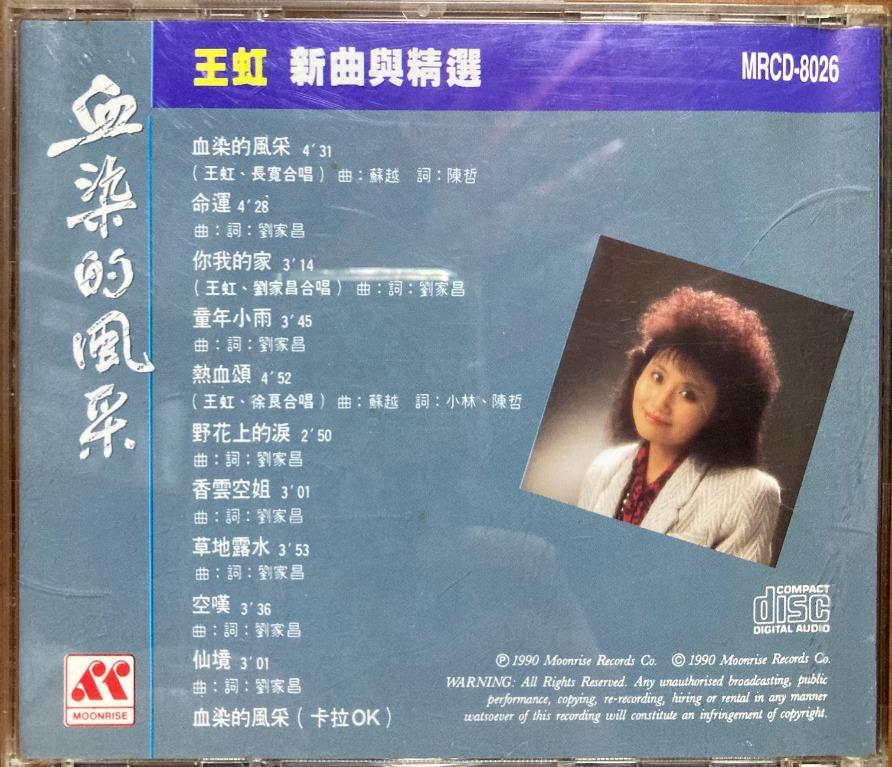 血染的風采
王虹 新曲與精選 MRCD-8026
血染的風采 4′31
(王虹、長寬合唱) 曲:蘇越 詞:陳哲
命運 4′28
曲:詞:劉家昌
你我的家 3′14
(王虹、劉家昌合唱) 曲:詞:劉家昌
童年小雨 3′45
曲:詞:劉家昌
熱血頌 4′52
(王虹、徐良合唱) 曲:蘇越 詞:小林、陳哲
野花上的淚 2′50
曲:詞:劉家昌
香雲空姐 3′01
曲:詞:劉家昌
草地露水 3′53
曲:詞:劉家昌
空嘆 3′36
曲:詞:劉家昌
仙境 3′01
曲:詞:劉家昌
血染的風采(卡拉OK)
MOONRISE
COMPACT
disc
DIGITAL AUDIO
Ⓟ 1990 Moonrise Records Co. © 1990 Moonrise Records Co.
WARNING: All Rights Reserved. Any unauthorised broadcasting, public
performance, copying, re-recording, hiring or rental in any manner
watsoever of this recording will constitute an infringement of copyright.